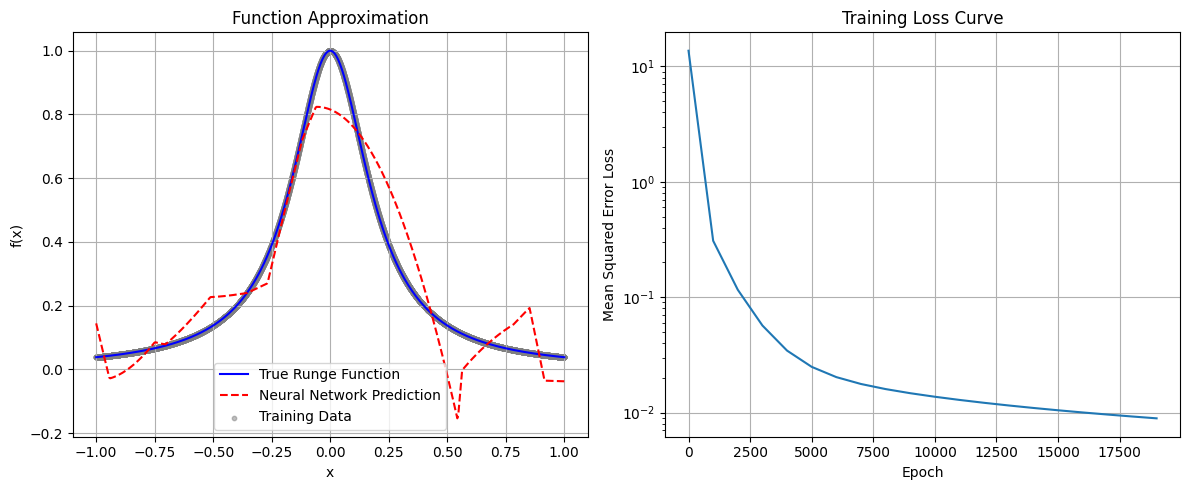 Function Approximation
f(x)
1.0
0.8
0.6
0.4
0.2
0.0
−0.2
True Runge Function
Neural Network Prediction
Training Data
−1.00 −0.75 −0.50 −0.25 0.00 0.25 0.50 0.75 1.00
x
Training Loss Curve
Mean Squared Error Loss
10¹
10⁰
10⁻¹
10⁻²
0 2500 5000 7500 10000 12500 15000 17500
Epoch